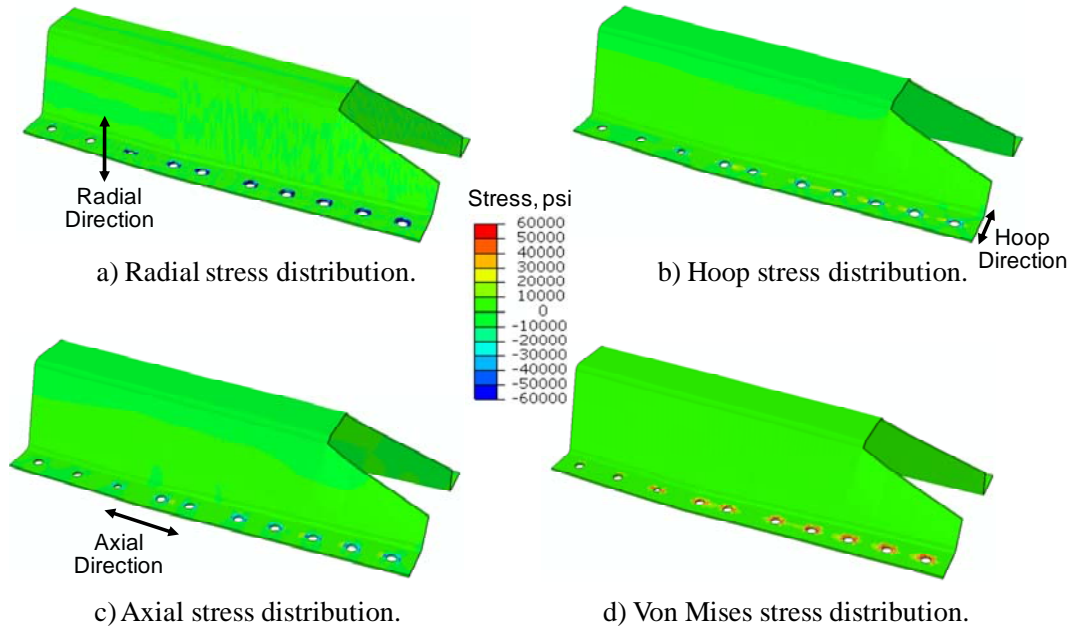 Radial
Direction
a) Radial stress distribution.
Hoop
Direction
b) Hoop stress distribution.
Stress, psi
60000
50000
40000
30000
20000
10000
0
-10000
-20000
-30000
-40000
-50000
-60000
Axial
Direction
c) Axial stress distribution.
d) Von Mises stress distribution.